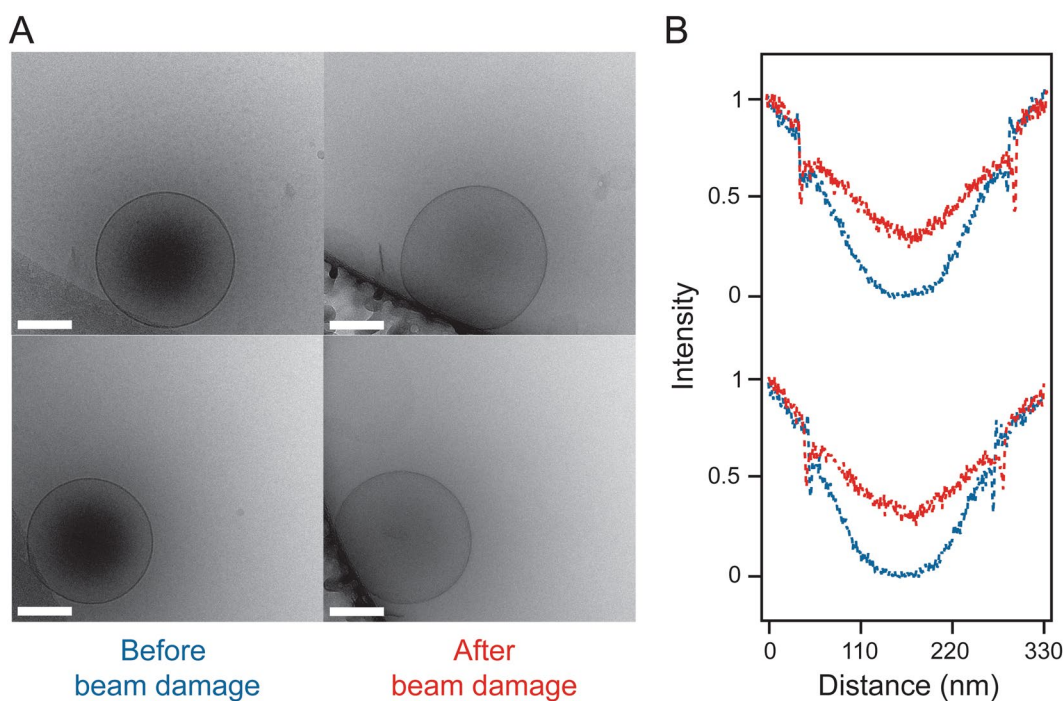 A
B
1
0.5
0
1
0.5
0
Intensity
0
110
220
330
Distance (nm)
Before
beam damage
After
beam damage